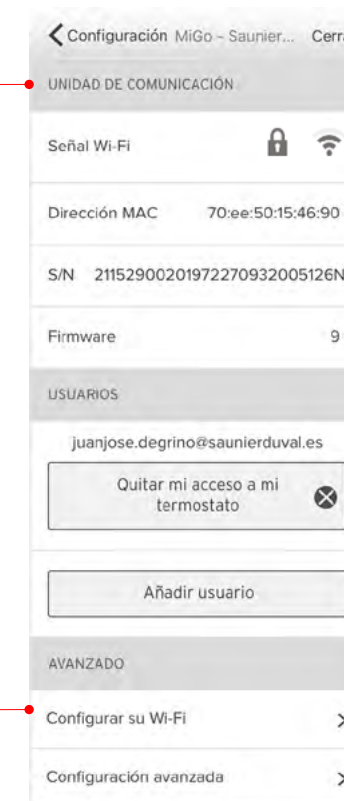 Configuración MiGo - Saunier... Cerra
UNIDAD DE COMUNICACIÓN
Señal Wi-Fi
Dirección MAC 70:ee:50:15:46:90
S/N 21152900201972270932005126N
Firmware 9
USUARIOS
juanjose.degrino@saunierduval.es
Quitar mi acceso a mi
termostato
Añadir usuario
AVANZADO
Configurar su Wi-Fi
Configuración avanzada